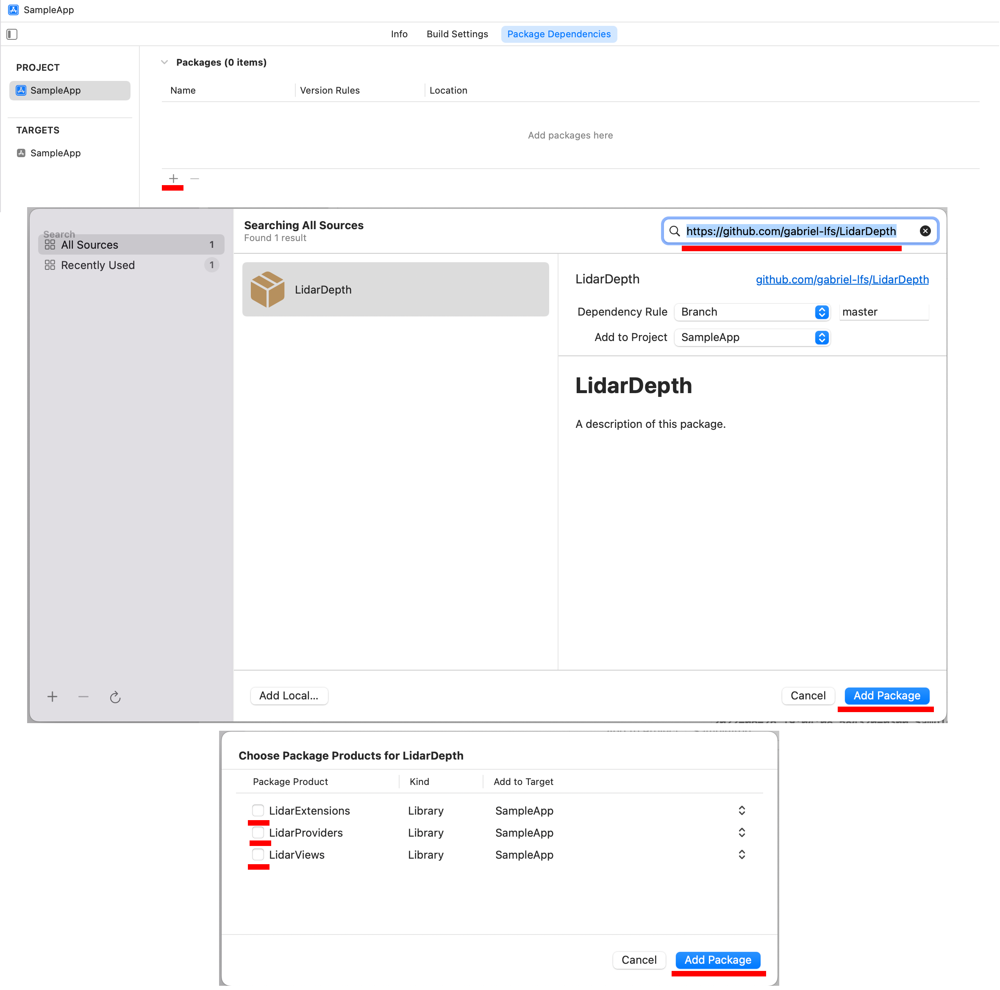 SampleApp
Info Build Settings Package Dependencies
PROJECT
SampleApp
TARGETS
SampleApp
Packages (0 items)
Name Version Rules Location
Add packages here
Search
All Sources 1
Recently Used 1
Searching All Sources
Found 1 result
https://github.com/gabriel-lfs/LidarDepth
LidarDepth
LidarDepth github.com/gabriel-lfs/LidarDepth
Dependency Rule Branch master
Add to Project SampleApp
LidarDepth
A description of this package.
Add Local... Cancel Add Package
Choose Package Products for LidarDepth
Package Product Kind Add to Target
LidarExtensions Library SampleApp
LidarProviders Library SampleApp
LidarViews Library SampleApp
Cancel Add Package